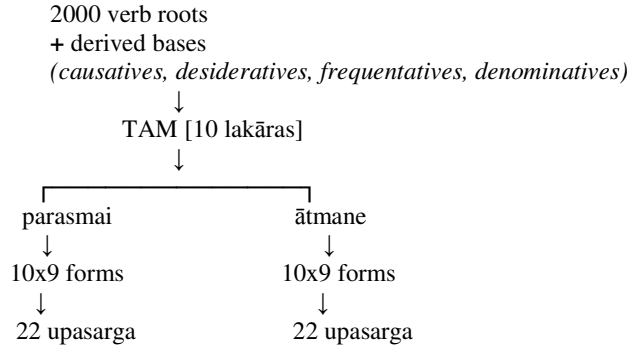 2000 verb roots
+ derived bases
(causatives, desideratives, frequentatives, denominatives)
↓
TAM [10 lakāras]
↓
parasmai ātmane
↓ ↓
10x9 forms 10x9 forms
↓ ↓
22 upasarga 22 upasarga